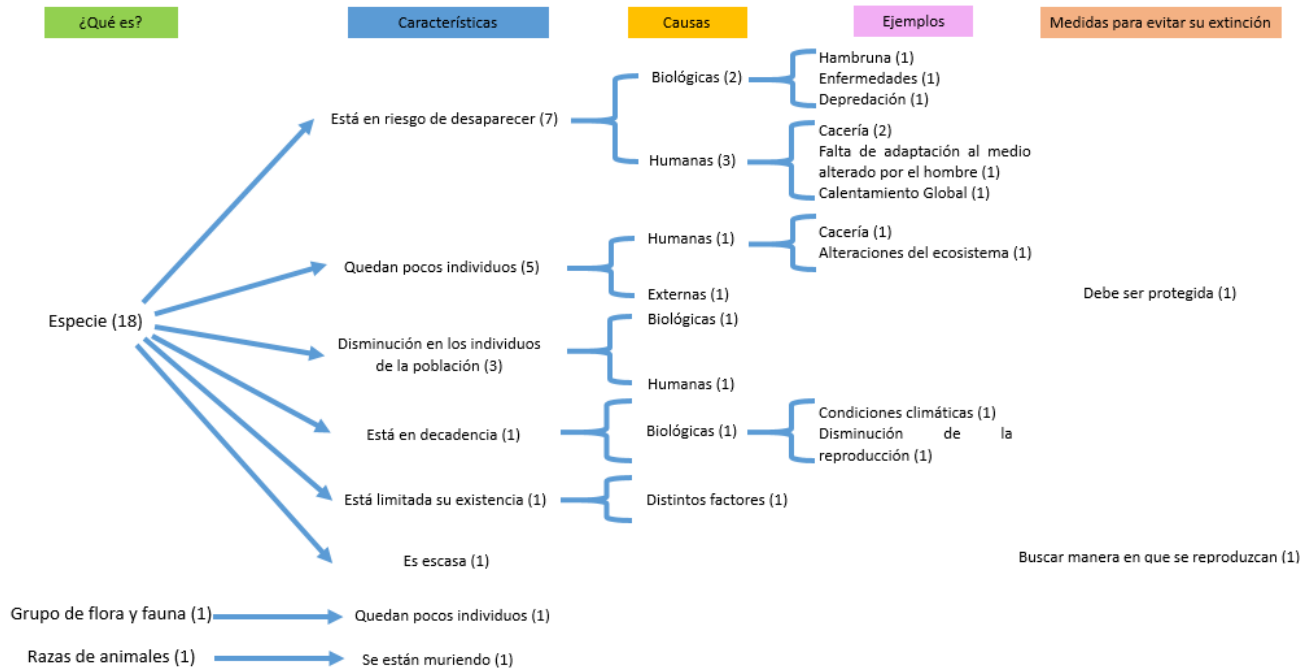 ¿Qué es?
Características
Causas
Ejemplos
Medidas para evitar su extinción
Especie (18)
Está en riesgo de desaparecer (7)
Biológicas (2)
Hambruna (1)
Enfermedades (1)
Depredación (1)
Humanas (3)
Cacería (2)
Falta de adaptación al medio
alterado por el hombre (1)
Calentamiento Global (1)
Quedan pocos individuos (5)
Humanas (1)
Cacería (1)
Alteraciones del ecosistema (1)
Externas (1)
Debe ser protegida (1)
Disminución en los individuos
de la población (3)
Biológicas (1)
Humanas (1)
Está en decadencia (1)
Biológicas (1)
Condiciones climáticas (1)
Disminución de la
reproducción (1)
Está limitada su existencia (1)
Distintos factores (1)
Es escasa (1)
Buscar manera en que se reproduzcan (1)
Grupo de flora y fauna (1)
Quedan pocos individuos (1)
Razas de animales (1)
Se están muriendo (1)